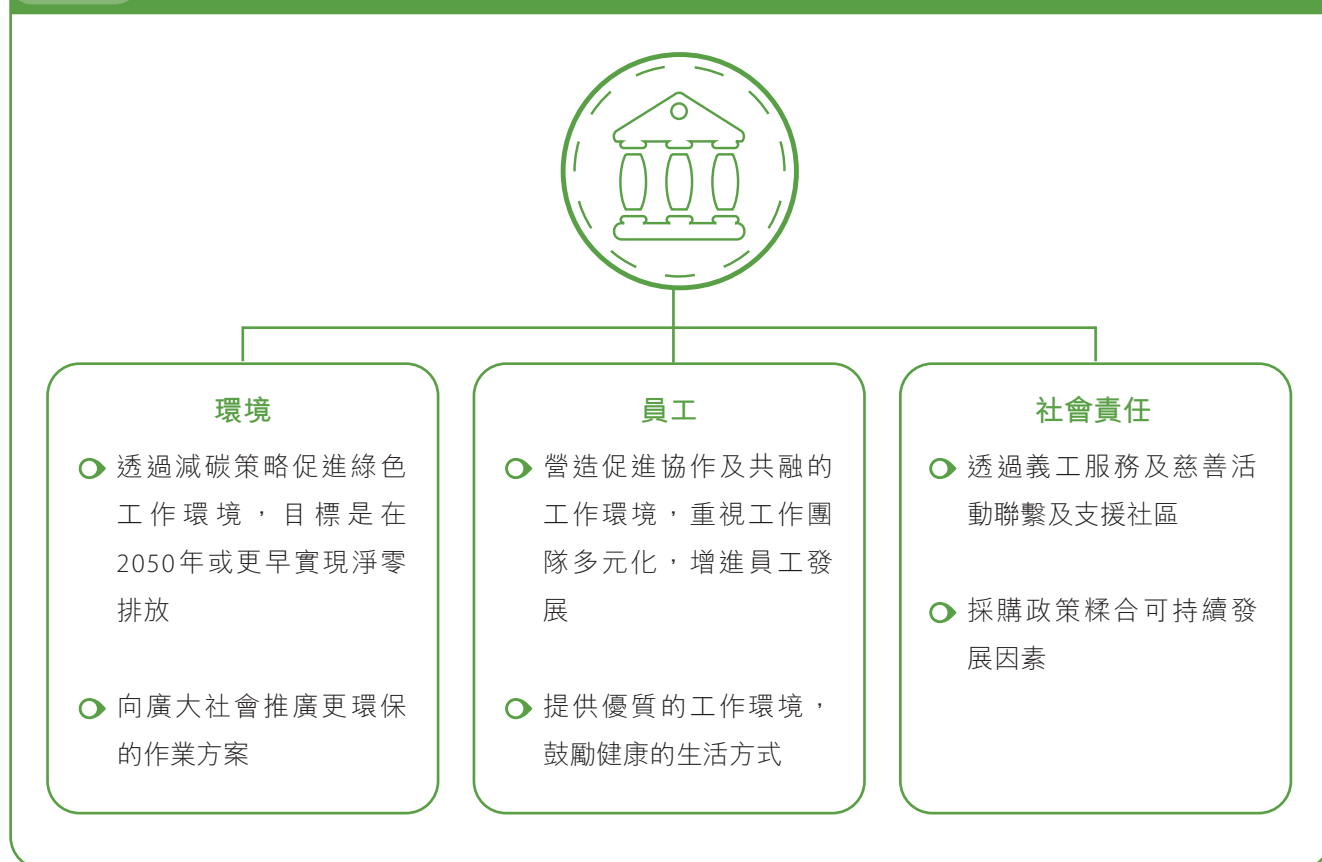 環境
透過減碳策略促進綠色
工作環境，目標是在
2050年或更早實現淨零
排放
向廣大社會推廣更環保
的作業方案
員工
營造促進協作及共融的
工作環境，重視工作團
隊多元化，增進員工發
展
提供優質的工作環境，
鼓勵健康的生活方式
社會責任
透過義工服務及慈善活
動聯繫及支援社區
採購政策糅合可持續發
展因素